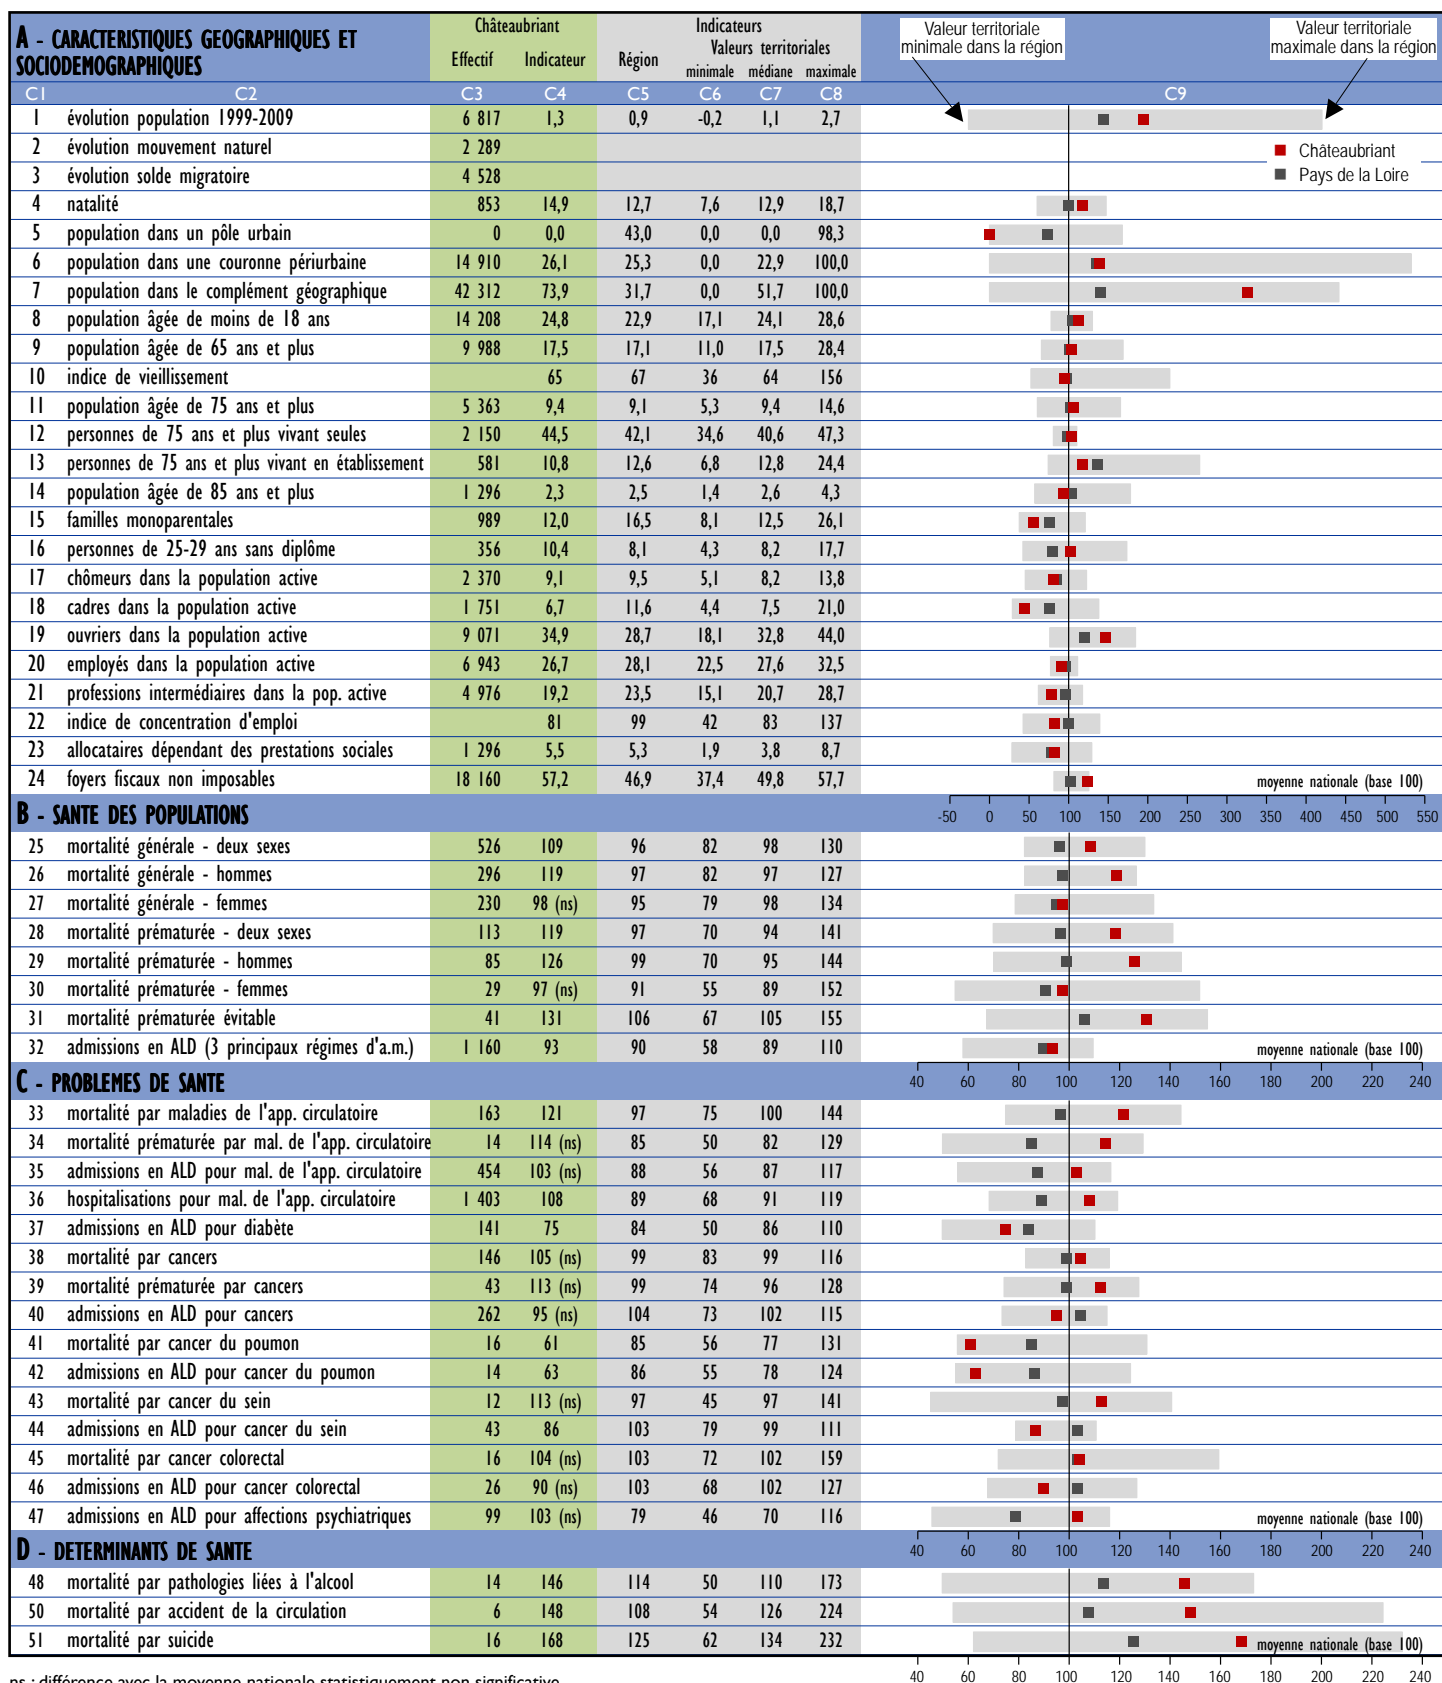 A - CARACTERISTIQUES GEOGRAPHIQUES ET SOCIODEMOGRAPHIQUES
Châteaubriant
Effectif Indicateur
Indicateurs
Région Valeurs territoriales
minimale médiane maximale
Valeur territoriale minimale dans la région
Valeur territoriale maximale dans la région
C1 C2 C3 C4 C5 C6 C7 C8 C9
1 évolution population 1999-2009 6 817 1,3 0,9 -0,2 1,1 2,7
2 évolution mouvement naturel 2 289
Châteaubriant
3 évolution solde migratoire 4 528
Pays de la Loire
4 natalité 853 14,9 12,7 7,6 12,9 18,7
5 population dans un pôle urbain 0 0,0 43,0 0,0 0,0 98,3
6 population dans une couronne périurbaine 14 910 26,1 25,3 0,0 22,9 100,0
7 population dans le complément géographique 42 312 73,9 31,7 0,0 51,7 100,0
8 population âgée de moins de 18 ans 14 208 24,8 22,9 17,1 24,1 28,6
9 population âgée de 65 ans et plus 9 988 17,5 17,1 11,0 17,5 28,4
10 indice de vieillissement 65 67 36 64 156
11 population âgée de 75 ans et plus 5 363 9,4 9,1 5,3 9,4 14,6
12 personnes de 75 ans et plus vivant seules 2 150 44,5 42,1 34,6 40,6 47,3
13 personnes de 75 ans et plus vivant en établissement 581 10,8 12,6 6,8 12,8 24,4
14 population âgée de 85 ans et plus 1 296 2,3 2,5 1,4 2,6 4,3
15 familles monoparentales 989 12,0 16,5 8,1 12,5 26,1
16 personnes de 25-29 ans sans diplôme 356 10,4 8,1 4,3 8,2 17,7
17 chômeurs dans la population active 2 370 9,1 9,5 5,1 8,2 13,8
18 cadres dans la population active 1 751 6,7 11,6 4,4 7,5 21,0
19 ouvriers dans la population active 9 071 34,9 28,7 18,1 32,8 44,0
20 employés dans la population active 6 943 26,7 28,1 22,5 27,6 32,5
21 professions intermédiaires dans la pop. active 4 976 19,2 23,5 15,1 20,7 28,7
22 indice de concentration d'emploi 81 99 42 83 137
23 allocataires dépendant des prestations sociales 1 296 5,5 5,3 1,9 3,8 8,7
24 foyers fiscaux non imposables 18 160 57,2 46,9 37,4 49,8 57,7 moyenne nationale (base 100)
B - SANTE DES POPULATIONS -50 0 50 100 150 200 250 300 350 400 450 500 550
25 mortalité générale - deux sexes 526 109 96 82 98 130
26 mortalité générale - hommes 296 119 97 82 97 127
27 mortalité générale - femmes 230 98 (ns) 95 79 98 134
28 mortalité prématurée - deux sexes 113 119 97 70 94 141
29 mortalité prématurée - hommes 85 126 99 70 95 144
30 mortalité prématurée - femmes 29 97 (ns) 91 55 89 152
31 mortalité prématurée évitable 41 131 106 67 105 155
32 admissions en ALD (3 principaux régimes d'a.m.) 1 160 93 90 58 89 110 moyenne nationale (base 100)
C - PROBLEMES DE SANTE 40 60 80 100 120 140 160 180 200 220 240
33 mortalité par maladies de l'app. circulatoire 163 121 97 75 100 144
34 mortalité prématurée par mal. de l'app. circulatoire 14 114 (ns) 85 50 82 129
35 admissions en ALD pour mal. de l'app. circulatoire 454 103 (ns) 88 56 87 117
36 hospitalisations pour mal. de l'app. circulatoire 1 403 108 89 68 91 119
37 admissions en ALD pour diabète 141 75 84 50 86 110
38 mortalité par cancers 146 105 (ns) 99 83 99 116
39 mortalité prématurée par cancers 43 113 (ns) 99 74 96 128
40 admissions en ALD pour cancers 262 95 (ns) 104 73 102 115
41 mortalité par cancer du poumon 16 61 85 56 77 131
42 admissions en ALD pour cancer du poumon 14 63 86 55 78 124
43 mortalité par cancer du sein 12 113 (ns) 97 45 97 141
44 admissions en ALD pour cancer du sein 43 86 103 79 99 111
45 mortalité par cancer colorectal 16 104 (ns) 103 72 102 159
46 admissions en ALD pour cancer colorectal 26 90 (ns) 103 68 102 127
47 admissions en ALD pour affections psychiatriques 99 103 (ns) 79 46 70 116 moyenne nationale (base 100)
D - DETERMINANTS DE SANTE 40 60 80 100 120 140 160 180 200 220 240
48 mortalité par pathologies liées à l'alcool 14 146 114 50 110 173
50 mortalité par accident de la circulation 6 148 108 54 126 224
51 mortalité par suicide 16 168 125 62 134 232 moyenne nationale (base 100)
40 60 80 100 120 140 160 180 200 220 240
ns : différence avec la moyenne nationale statistiquement non significative